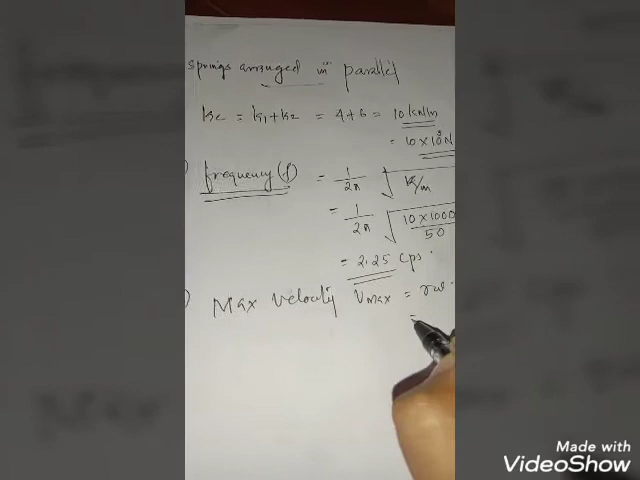 springs arranged in parallel
ke = k1+k2 = 4+6 = 10 kN/m
= 10 × 10³ N
) frequency (f) = 1/2π √k/m
= 1/2π √10 × 1000/50
= 2.25 cps.
) Max velocity Vmax = rω.
=
Made with
VideoShow